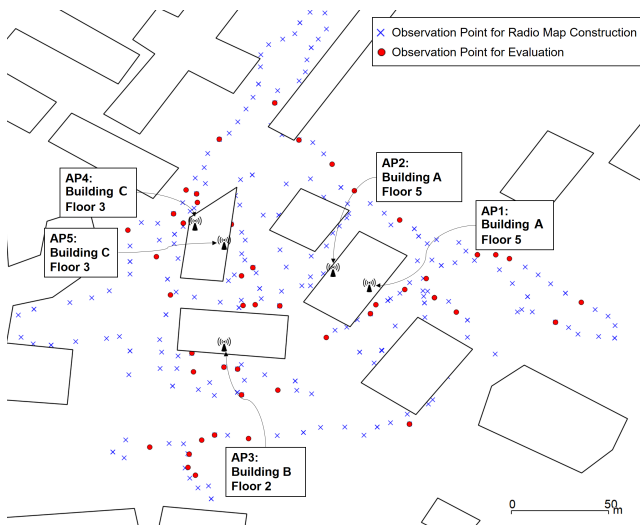 Observation Point for Radio Map Construction
Observation Point for Evaluation
AP4:
Building C
Floor 3
AP2:
Building A
Floor 5
AP1:
Building A
Floor 5
AP5:
Building C
Floor 3
AP3:
Building B
Floor 2
0 50 m